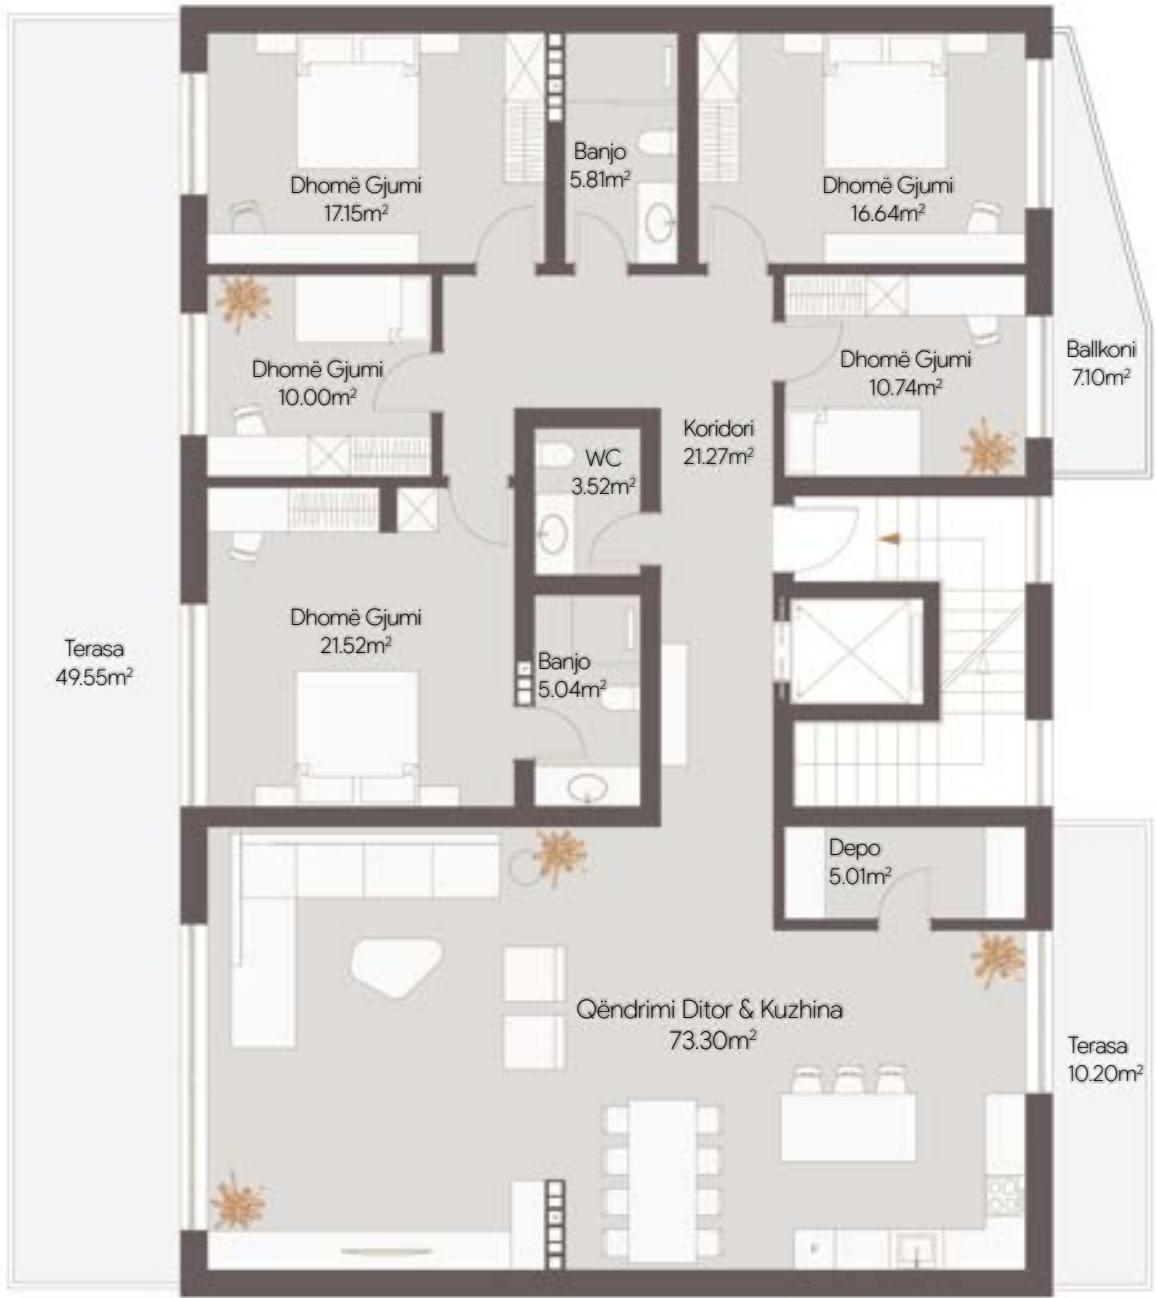 Banjo
5.81m²
Dhomë Gjumi
17.15m²
Dhomë Gjumi
16.64m²
Dhomë Gjumi
10.00m²
Dhomë Gjumi
10.74m²
Ballkoni
7.10m²
Koridori
21.27m²
WC
3.52m²
Dhomë Gjumi
21.52m²
Terasa
49.55m²
Banjo
5.04m²
Depo
5.01m²
Qëndrimi Ditor & Kuzhina
73.30m²
Terasa
10.20m²